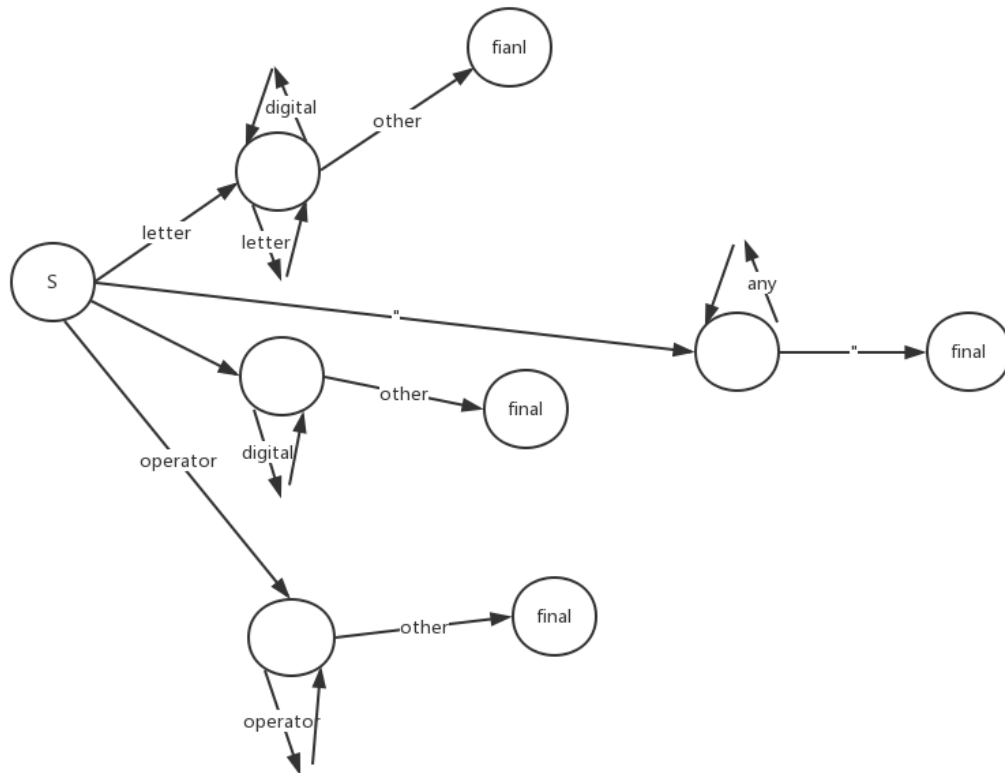 fianl
digital
other
letter
letter
S
any
"
"
final
other
final
digital
operator
other
final
operator